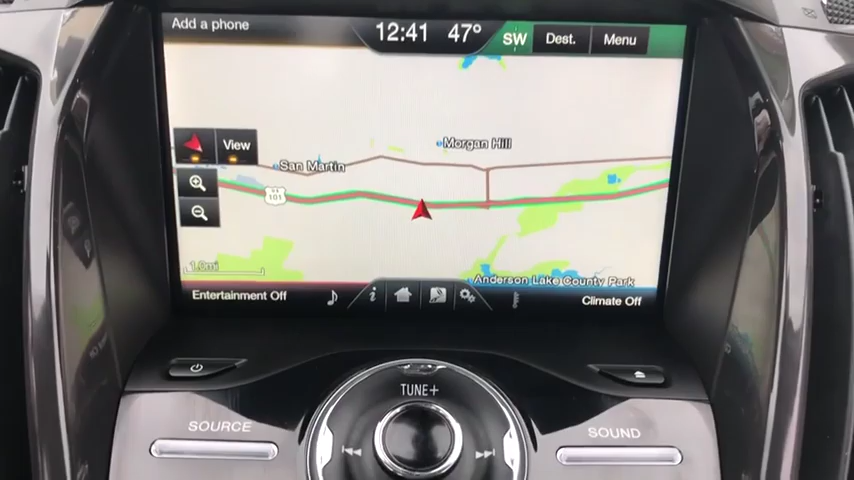 Add a phone
12:41 47°
SW
Dest.
Menu
View
Morgan Hill
San Martin
101
1.0mi
Anderson Lake County Park
Entertainment Off
i
Climate Off
TUNE+
SOURCE
SOUND